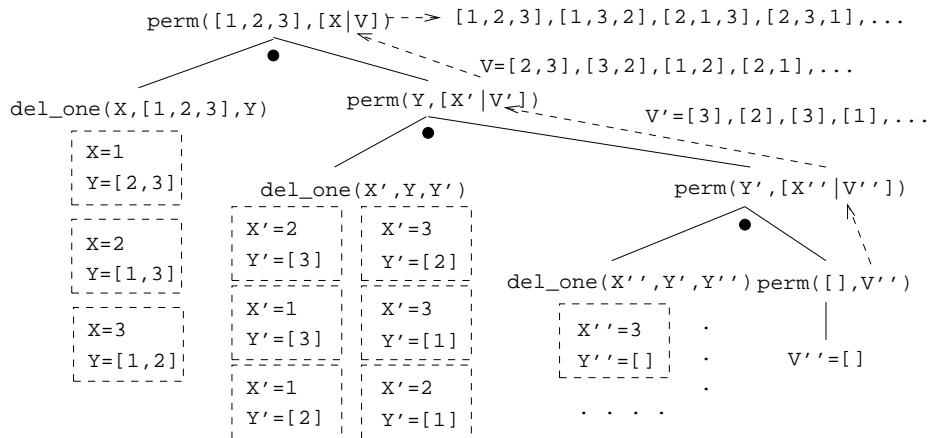 perm([1,2,3],[X|V])
[1,2,3],[1,3,2],[2,1,3],[2,3,1],...
V=[2,3],[3,2],[1,2],[2,1],...
del_one(X,[1,2,3],Y)
perm(Y,[X'|V'])
V'=[3],[2],[3],[1],...
X=1
Y=[2,3]
X=2
Y=[1,3]
X=3
Y=[1,2]
del_one(X',Y,Y')
X'=2
Y'=[3]
X'=3
Y'=[2]
X'=1
Y'=[3]
X'=3
Y'=[1]
X'=1
Y'=[2]
X'=2
Y'=[1]
perm(Y',[X''|V''])
del_one(X'',Y',Y'')
perm([],V'')
X''=3
Y''=[]
V''=[]
. . . .